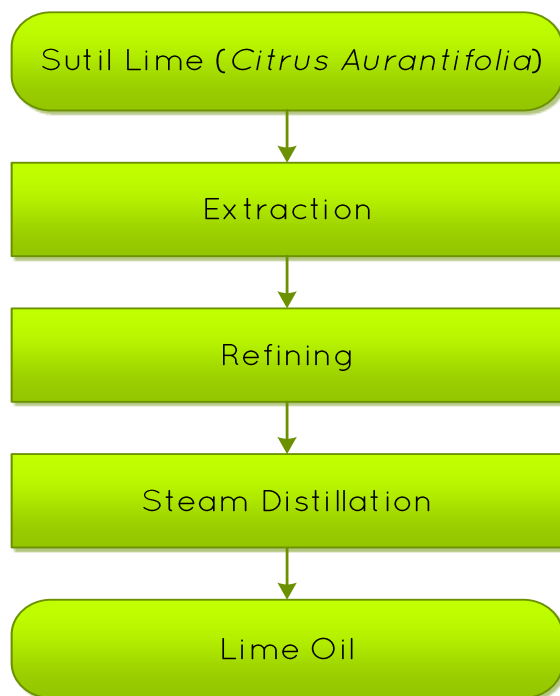 Sutil Lime (Citrus Aurantifolia)
Extraction
Refining
Steam Distillation
Lime Oil